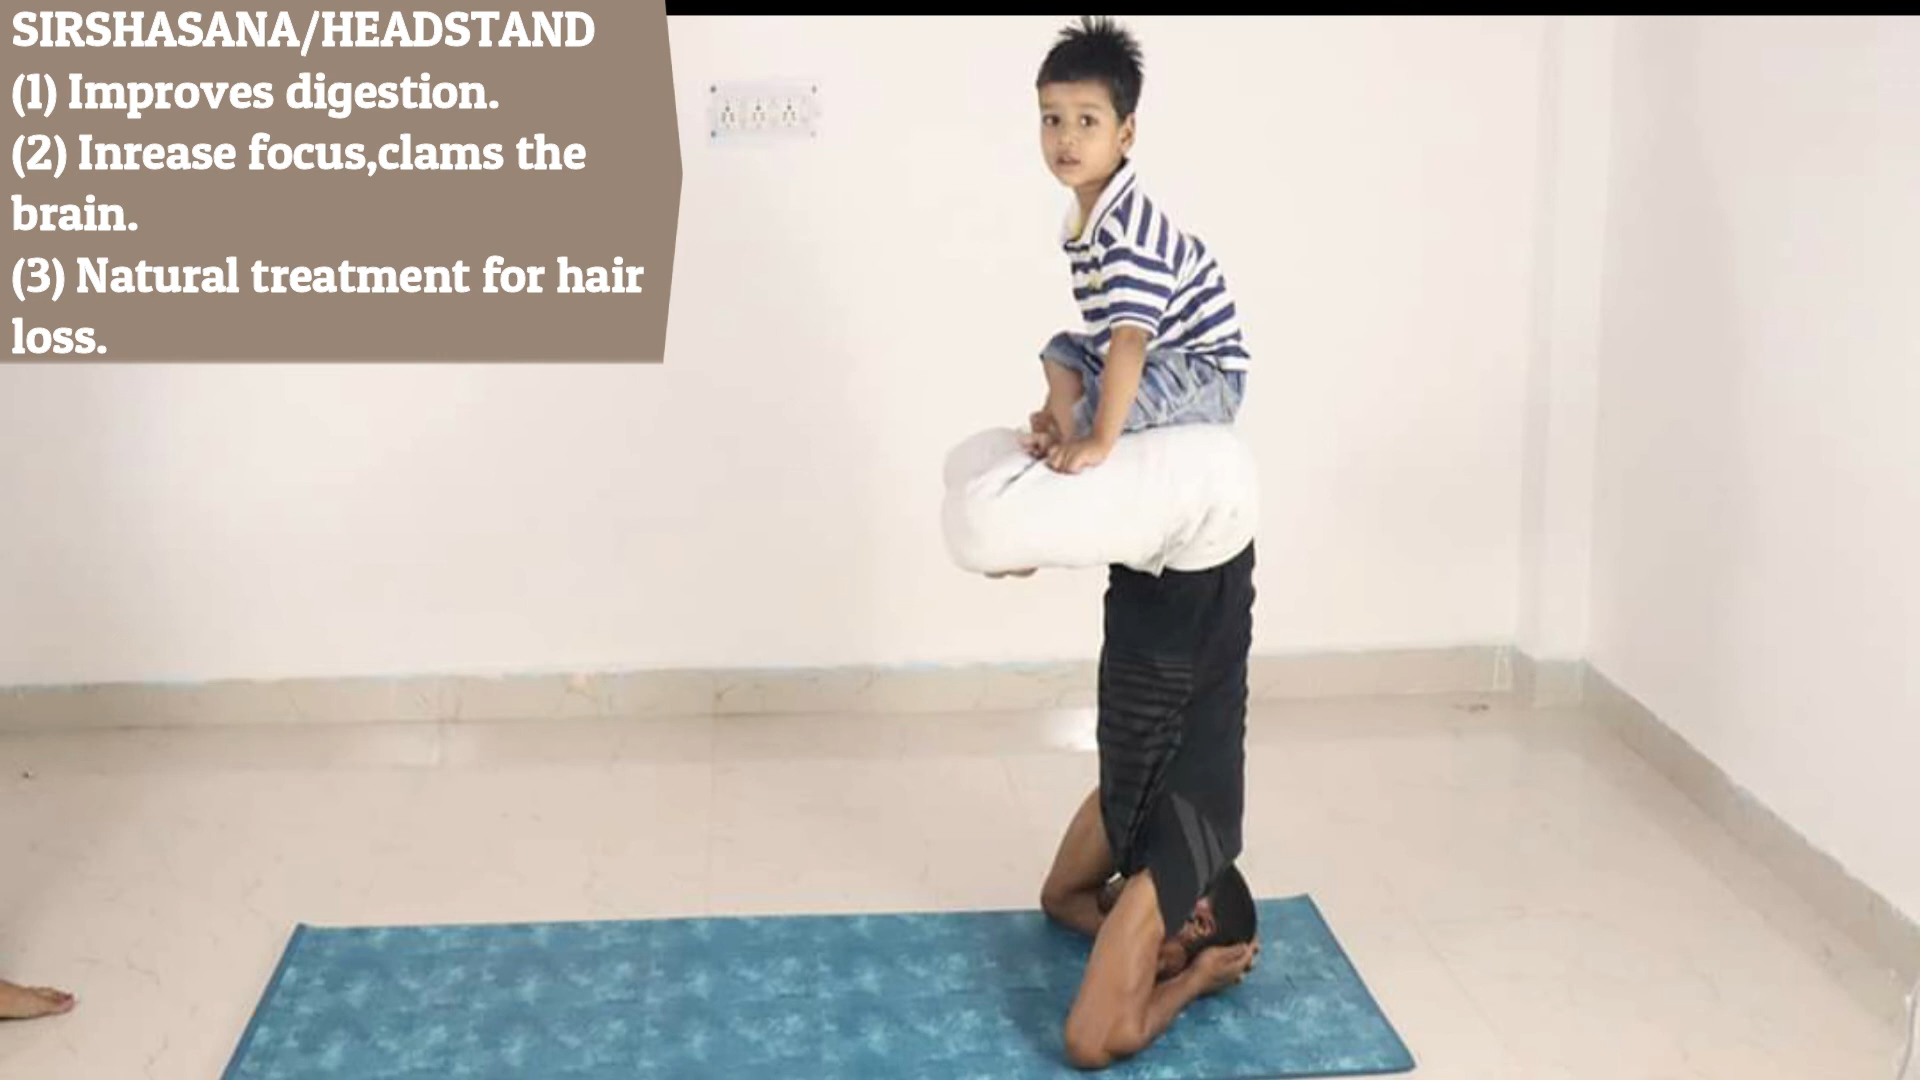 SIRSHASANA/HEADSTAND
(1) Improves digestion.
(2) Inrease focus,clams the
brain.
(3) Natural treatment for hair
loss.